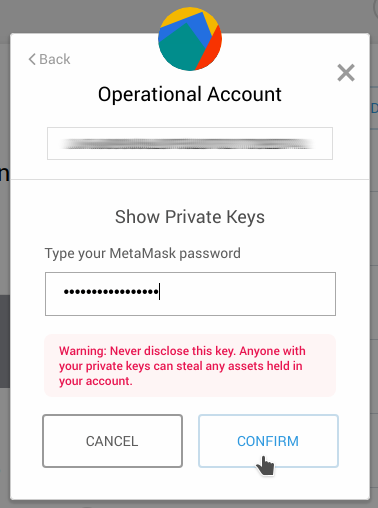 Back
Operational Account
Show Private Keys
Type your MetaMask password
•••••••••••••••••
Warning: Never disclose this key. Anyone with
your private keys can steal any assets held in
your account.
CANCEL
CONFIRM